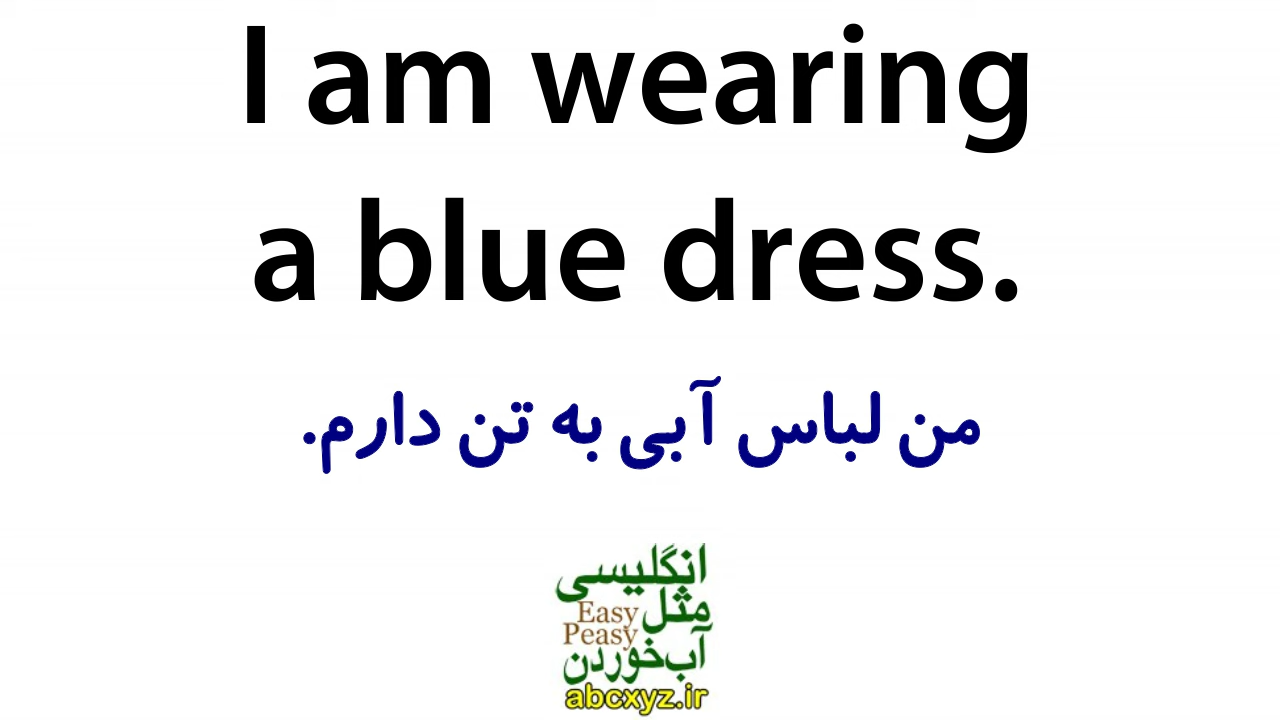 I am wearing
a blue dress.
من لباس آبی به تن دارم.
انگلیسی
مثل
Easy
Peasy
آب‌خوردن
abcxyz.ir